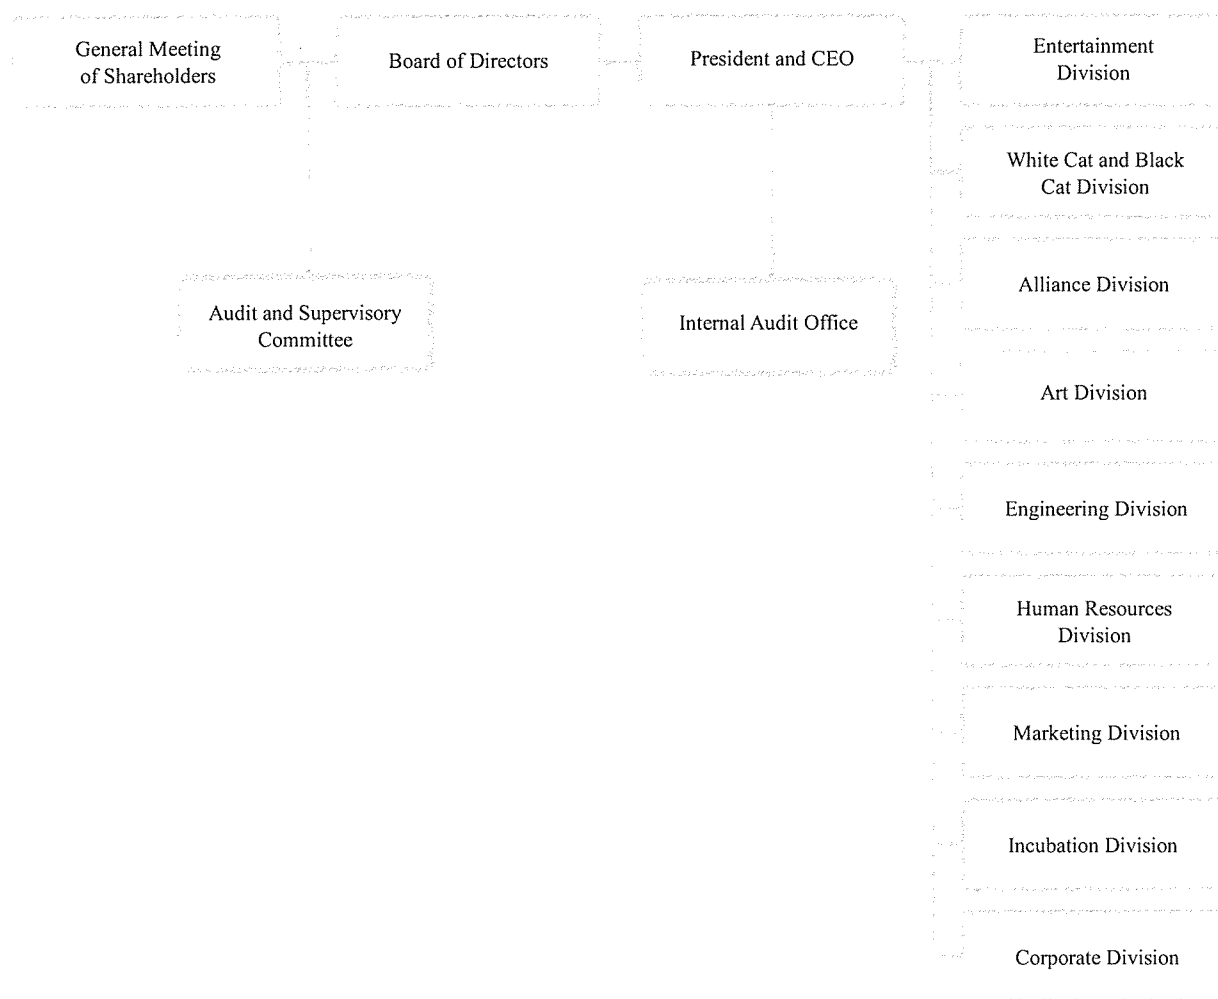 General Meeting
of Shareholders
Board of Directors
President and CEO
Entertainment
Division
White Cat and Black
Cat Division
Alliance Division
Audit and Supervisory
Committee
Internal Audit Office
Art Division
Engineering Division
Human Resources
Division
Marketing Division
Incubation Division
Corporate Division